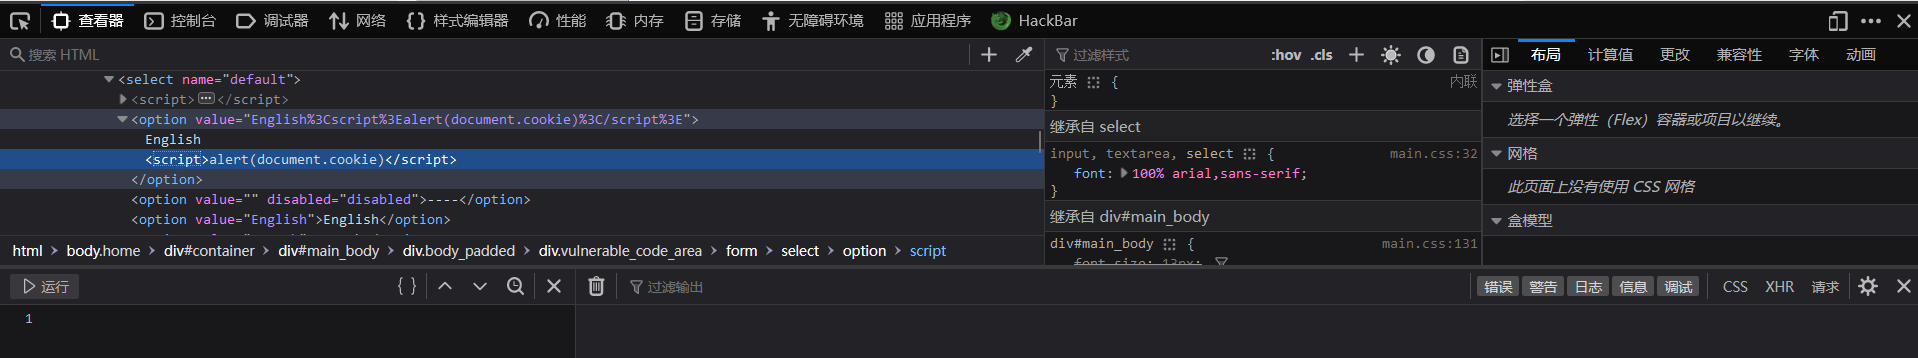 查看器 控制台 调试器 网络 样式编辑器 性能 内存 存储 无障碍环境 应用程序 HackBar
搜索 HTML
<select name="default">
<script></script>
<option value="English%3Cscript%3Ealert(document.cookie)%3C/script%3E">
English
<script>alert(document.cookie)</script>
</option>
<option value="" disabled="disabled">----</option>
<option value="English">English</option>
html > body.home > div#container > div#main_body > div.body_padded > div.vulnerable_code_area > form > select > option > script
过滤样式 :hov .cls
元素 { 内联
}
继承自 select
input, textarea, select { main.css:32
font: 100% arial,sans-serif;
}
继承自 div#main_body
div#main_body { main.css:131
font-size: 13px;
布局 计算值 更改 兼容性 字体 动画
弹性盒
选择一个弹性（Flex）容器或项目以继续。
网格
此页面上没有使用 CSS 网格
盒模型
运行 { } 过滤输出 错误 警告 日志 信息 调试 CSS XHR 请求
1